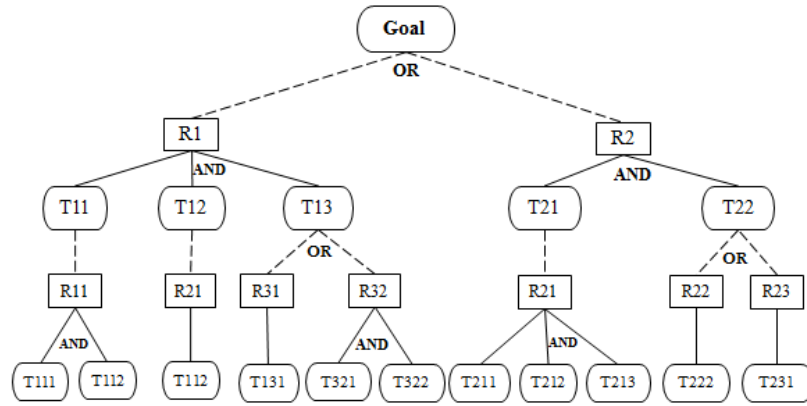 Goal
OR
R1 R2
AND AND
T11 T12 T13 T21 T22
OR OR
R11 R21 R31 R32 R21 R22 R23
AND AND AND
T111 T112 T112 T131 T321 T322 T211 T212 T213 T222 T231